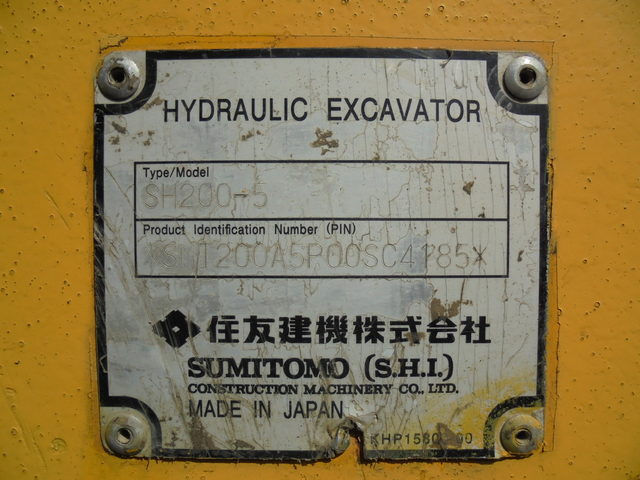 HYDRAULIC EXCAVATOR
Type/Model
SH200-5
Product Identification Number (PIN)
住友建機株式会社
SUMITOMO (S.H.I.)
CONSTRUCTION MACHINERY CO., LTD.
MADE IN JAPAN